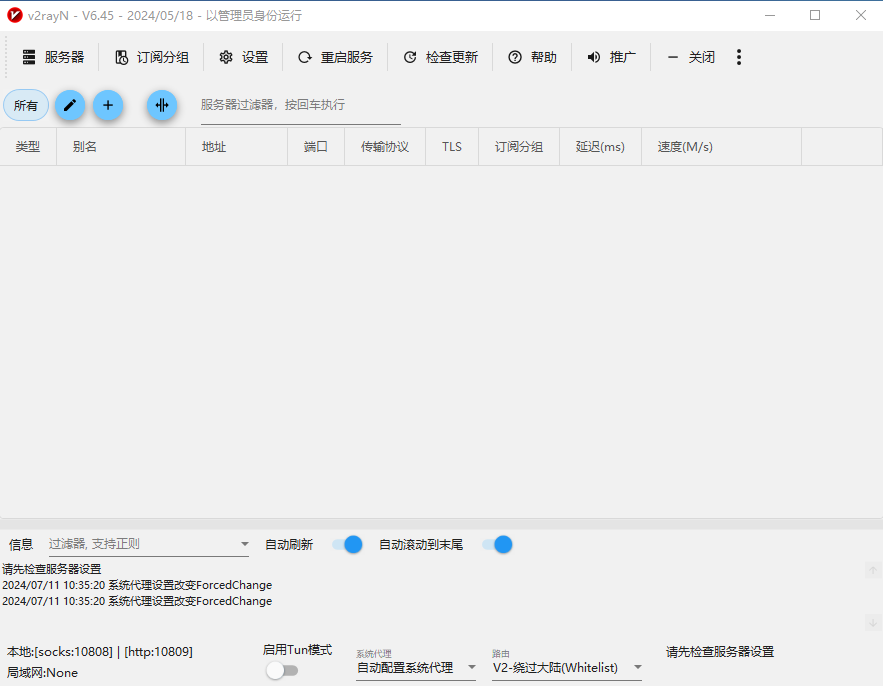 v2rayN - V6.45 - 2024/05/18 - 以管理员身份运行
服务器 订阅分组 设置 重启服务 检查更新 帮助 推广 关闭
所有 服务器过滤器，按回车执行
类型 别名 地址 端口 传输协议 TLS 订阅分组 延迟(ms) 速度(M/s)
信息 过滤器, 支持正则 自动刷新 自动滚动到末尾
请先检查服务器设置
2024/07/11 10:35:20 系统代理设置改变ForcedChange
2024/07/11 10:35:20 系统代理设置改变ForcedChange
本地:[socks:10808] | [http:10809]
局域网:None
启用Tun模式
系统代理
自动配置系统代理
路由
V2-绕过大陆(Whitelist)
请先检查服务器设置